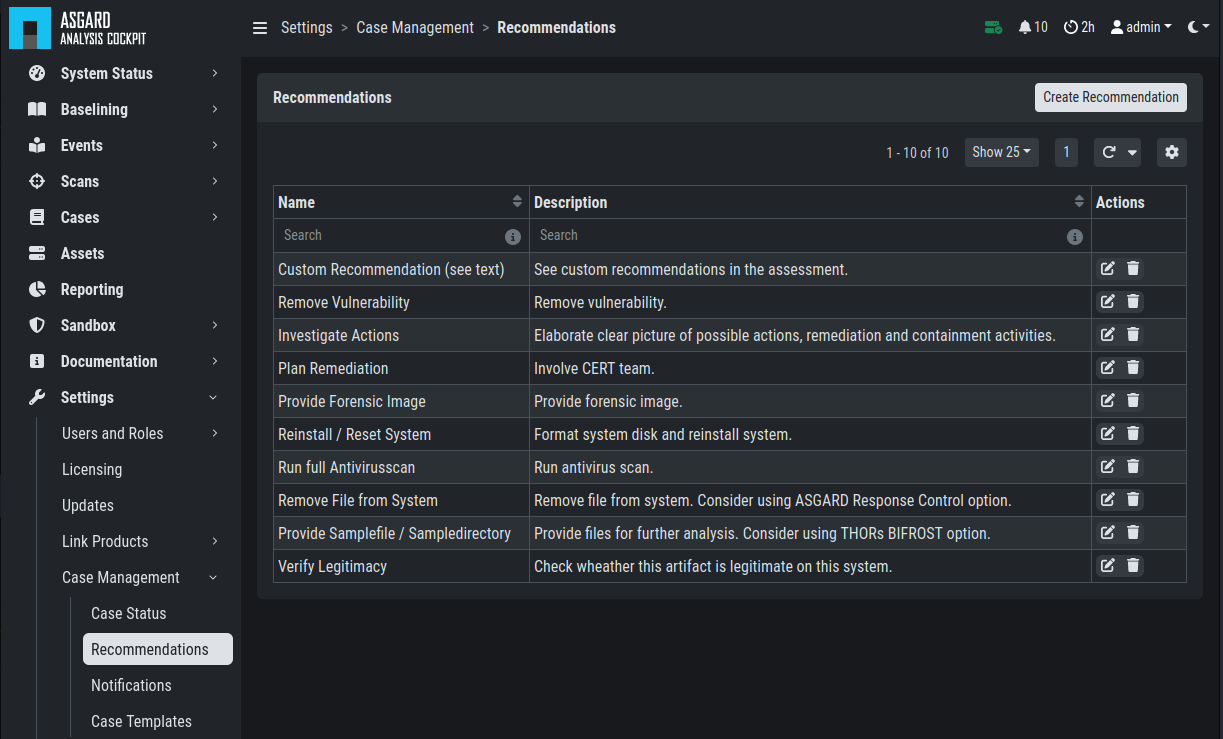 ASGARD
ANALYSIS COCKPIT
Settings > Case Management > Recommendations
10 2h admin
System Status
Baselining
Events
Scans
Cases
Assets
Reporting
Sandbox
Documentation
Settings
Users and Roles
Licensing
Updates
Link Products
Case Management
Case Status
Recommendations
Notifications
Case Templates
Recommendations Create Recommendation
1 - 10 of 10 Show 25 1
Name Description Actions
Search Search
Custom Recommendation (see text) See custom recommendations in the assessment.
Remove Vulnerability Remove vulnerability.
Investigate Actions Elaborate clear picture of possible actions, remediation and containment activities.
Plan Remediation Involve CERT team.
Provide Forensic Image Provide forensic image.
Reinstall / Reset System Format system disk and reinstall system.
Run full Antivirusscan Run antivirus scan.
Remove File from System Remove file from system. Consider using ASGARD Response Control option.
Provide Samplefile / Sampledirectory Provide files for further analysis. Consider using THORs BIFROST option.
Verify Legitimacy Check wheather this artifact is legitimate on this system.